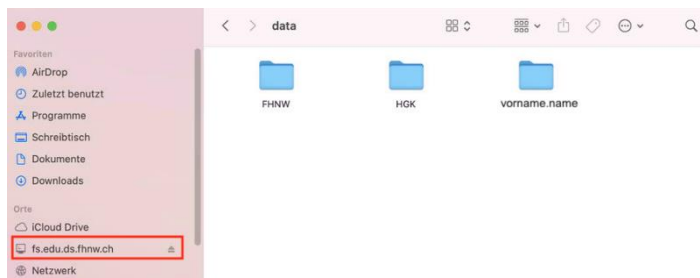 data
Favoriten
AirDrop
Zuletzt benutzt
Programme
Schreibtisch
Dokumente
Downloads
Orte
iCloud Drive
fs.edu.ds.fhnw.ch
Netzwerk
FHNW
HGK
vorname.name